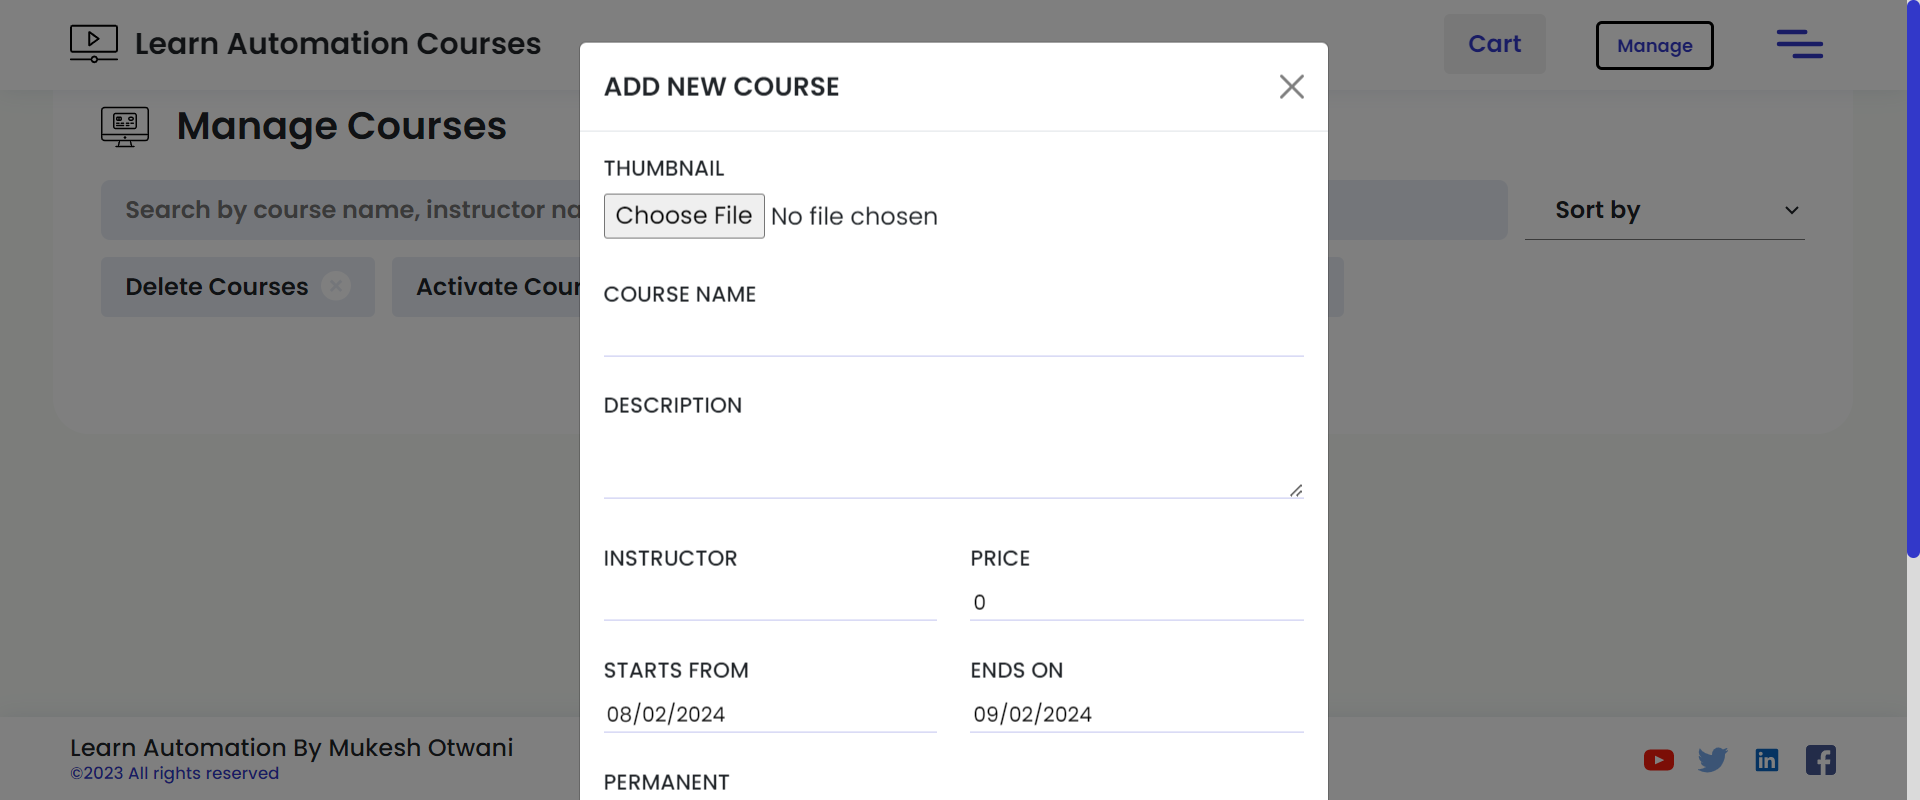 Learn Automation Courses
Cart
Manage
Manage Courses
Search by course name, instructor
Sort by
Delete Courses
Activate
ADD NEW COURSE
THUMBNAIL
Choose File No file chosen
COURSE NAME
DESCRIPTION
INSTRUCTOR
PRICE
0
STARTS FROM
ENDS ON
08/02/2024
09/02/2024
PERMANENT
Learn Automation By Mukesh Otwani
©2023 All rights reserved